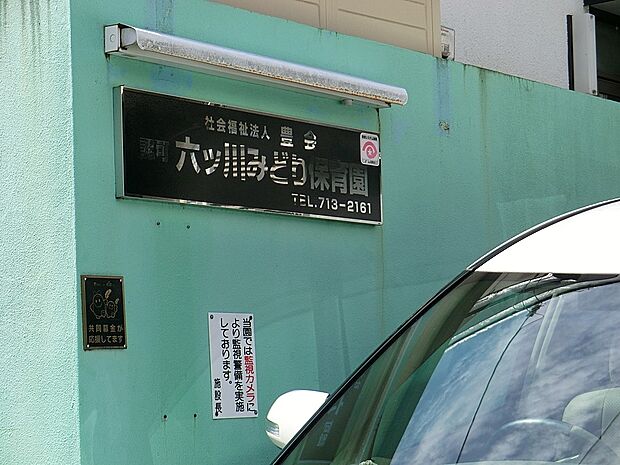 社会福祉法人 豊会
認可 六ッ川みどり保育園
TEL.713-2161
共同募金が
応援してます
当園では監視カメラに
より監視警備を実施
しております。
施設長